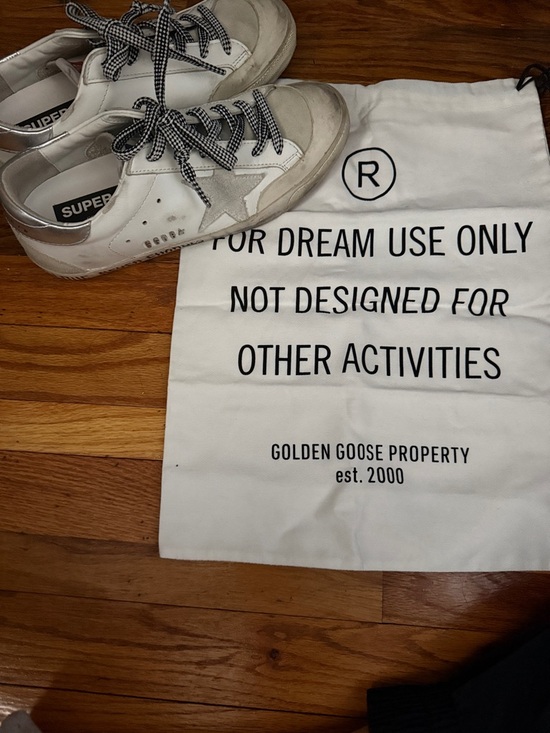 SUPER
SUPER
®
FOR DREAM USE ONLY
NOT DESIGNED FOR
OTHER ACTIVITIES
GOLDEN GOOSE PROPERTY
est. 2000